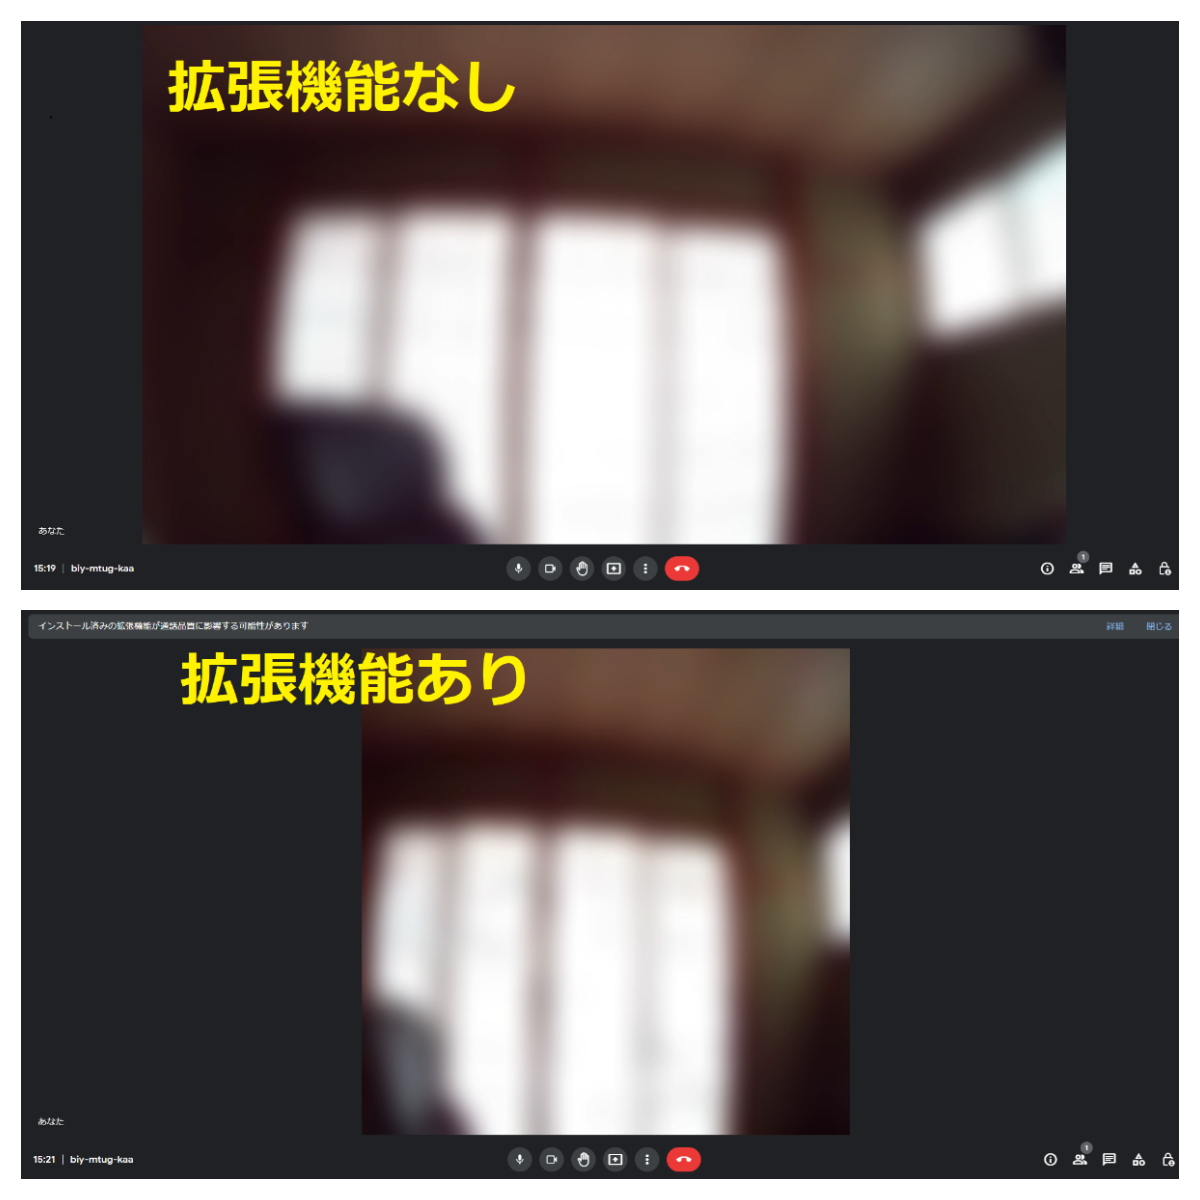 拡張機能なし
あなた
15:19 | biy-mtug-kaa
1
インストール済みの拡張機能が通話品質に影響する可能性があります
詳細 閉じる
拡張機能あり
あなた
15:21 | biy-mtug-kaa
1